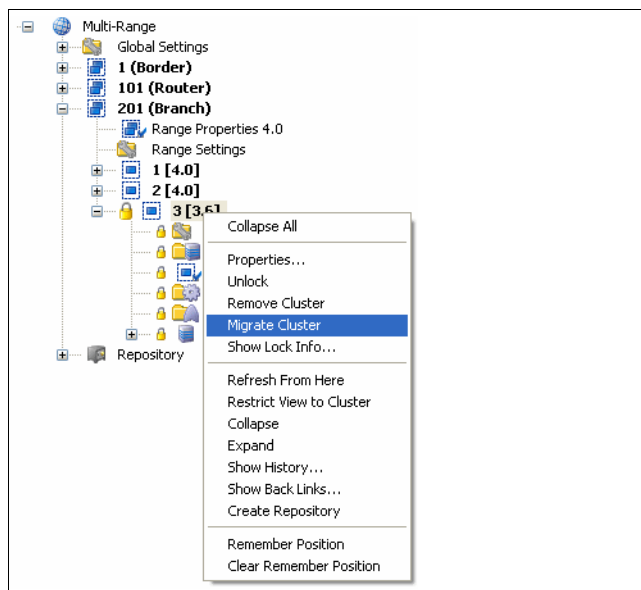 Multi-Range
Global Settings
1 (Border)
101 (Router)
201 (Branch)
Range Properties 4.0
Range Settings
1 [4.0]
2 [4.0]
3 [3.6]
Collapse All
Properties...
Unlock
Remove Cluster
Migrate Cluster
Show Lock Info...
Refresh From Here
Restrict View to Cluster
Collapse
Expand
Show History...
Show Back Links...
Create Repository
Remember Position
Clear Remember Position
Repository